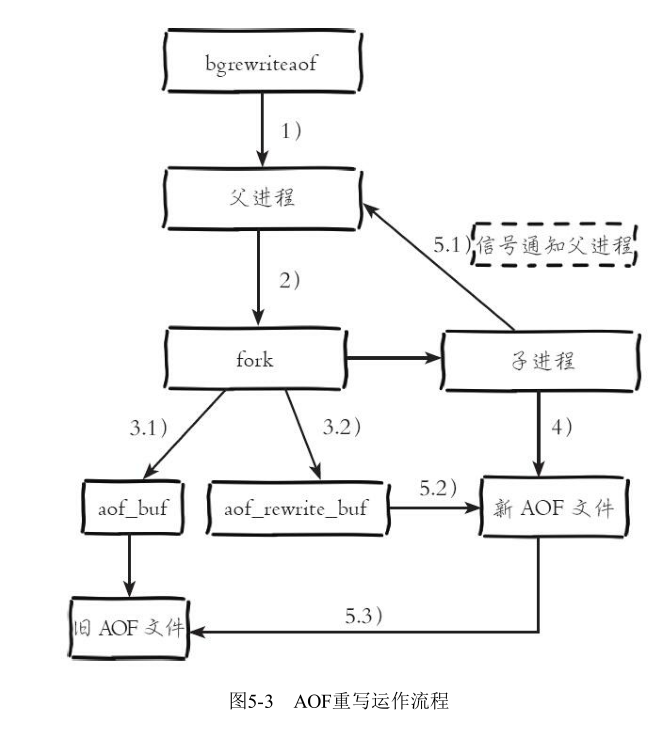 bgrewriteaof
1)
父进程
5.1)
信号通知父进程
2)
fork
子进程
3.1)
3.2)
4)
aof_buf
aof_rewrite_buf
5.2)
新 AOF 文件
旧 AOF 文件
5.3)
图5-3 AOF重写运作流程